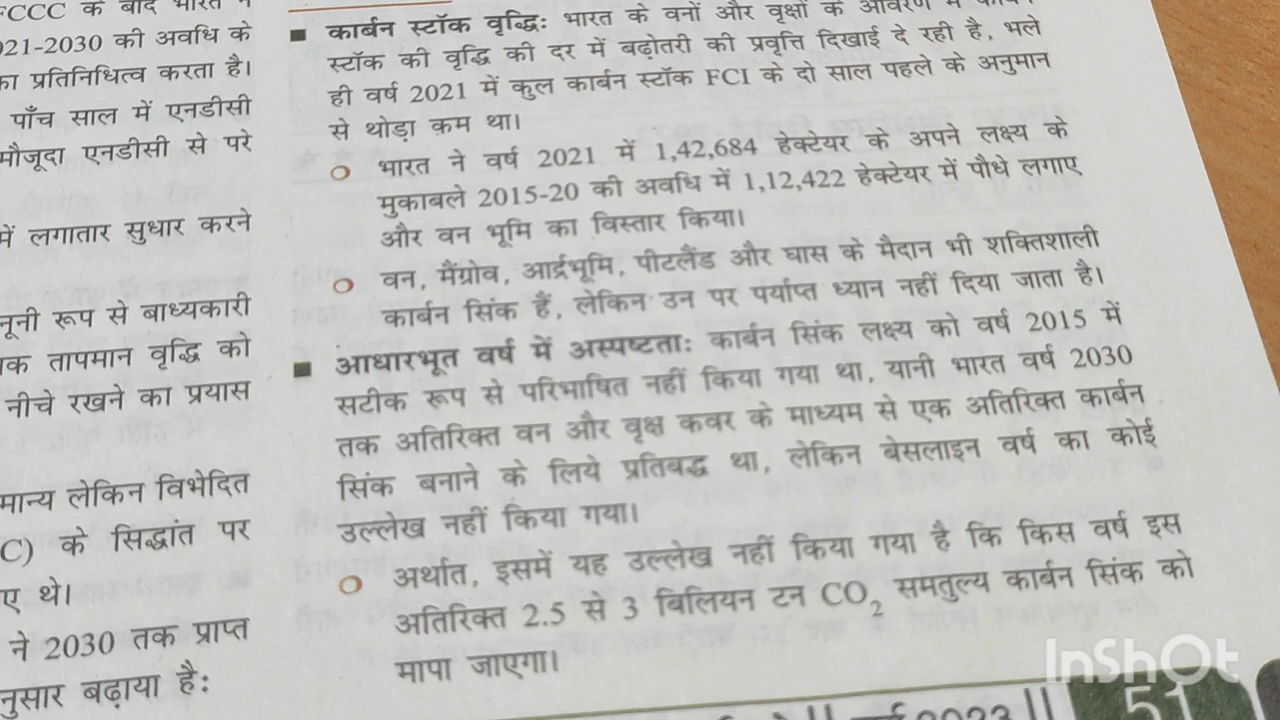 FCCC के बाद भारत ने
021-2030 की अवधि के
का प्रतिनिधित्व करता है।
पाँच साल में एनडीसी
मौजूदा एनडीसी से परे
में लगातार सुधार करने
नूनी रूप से बाध्यकारी
क तापमान वृद्धि को
नीचे रखने का प्रयास
मान्य लेकिन विभेदित
C) के सिद्धांत पर
ए थे।
ने 2030 तक प्राप्त
नुसार बढ़ाया है:
■ कार्बन स्टॉक वृद्धि: भारत के वनों और वृक्षों के आवरण में
स्टॉक की वृद्धि की दर में बढ़ोतरी की प्रवृत्ति दिखाई दे रही है, भले
ही वर्ष 2021 में कुल कार्बन स्टॉक FCI के दो साल पहले के अनुमान
से थोड़ा कम था।
○ भारत ने वर्ष 2021 में 1,42,684 हेक्टेयर के अपने लक्ष्य के
मुकाबले 2015-20 की अवधि में 1,12,422 हेक्टेयर में पौधे लगाए
और वन भूमि का विस्तार किया।
○ वन, मैंग्रोव, आर्द्रभूमि, पीटलैंड और घास के मैदान भी शक्तिशाली
कार्बन सिंक हैं, लेकिन उन पर पर्याप्त ध्यान नहीं दिया जाता है।
■ आधारभूत वर्ष में अस्पष्टता: कार्बन सिंक लक्ष्य को वर्ष 2015 में
सटीक रूप से परिभाषित नहीं किया गया था, यानी भारत वर्ष 2030
तक अतिरिक्त वन और वृक्ष कवर के माध्यम से एक अतिरिक्त कार्बन
सिंक बनाने के लिये प्रतिबद्ध था, लेकिन बेसलाइन वर्ष का कोई
उल्लेख नहीं किया गया।
○ अर्थात, इसमें यह उल्लेख नहीं किया गया है कि किस वर्ष इस
अतिरिक्त 2.5 से 3 बिलियन टन CO₂ समतुल्य कार्बन सिंक को
मापा जाएगा।
2023 || 51
InShOt